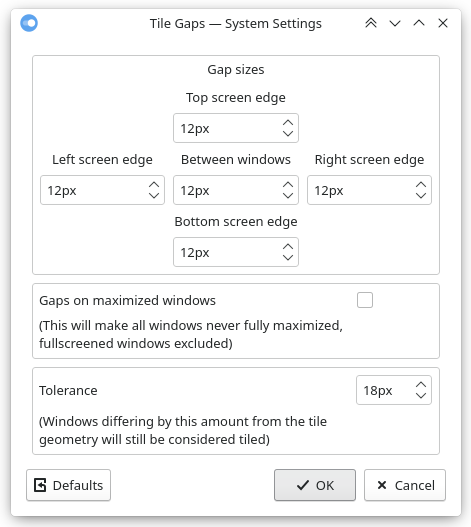 Tile Gaps — System Settings
Gap sizes
Top screen edge
12px
Left screen edge
Between windows
Right screen edge
12px
12px
12px
Bottom screen edge
12px
Gaps on maximized windows
(This will make all windows never fully maximized,
fullscreened windows excluded)
Tolerance
18px
(Windows differing by this amount from the tile
geometry will still be considered tiled)
Defaults
OK
Cancel